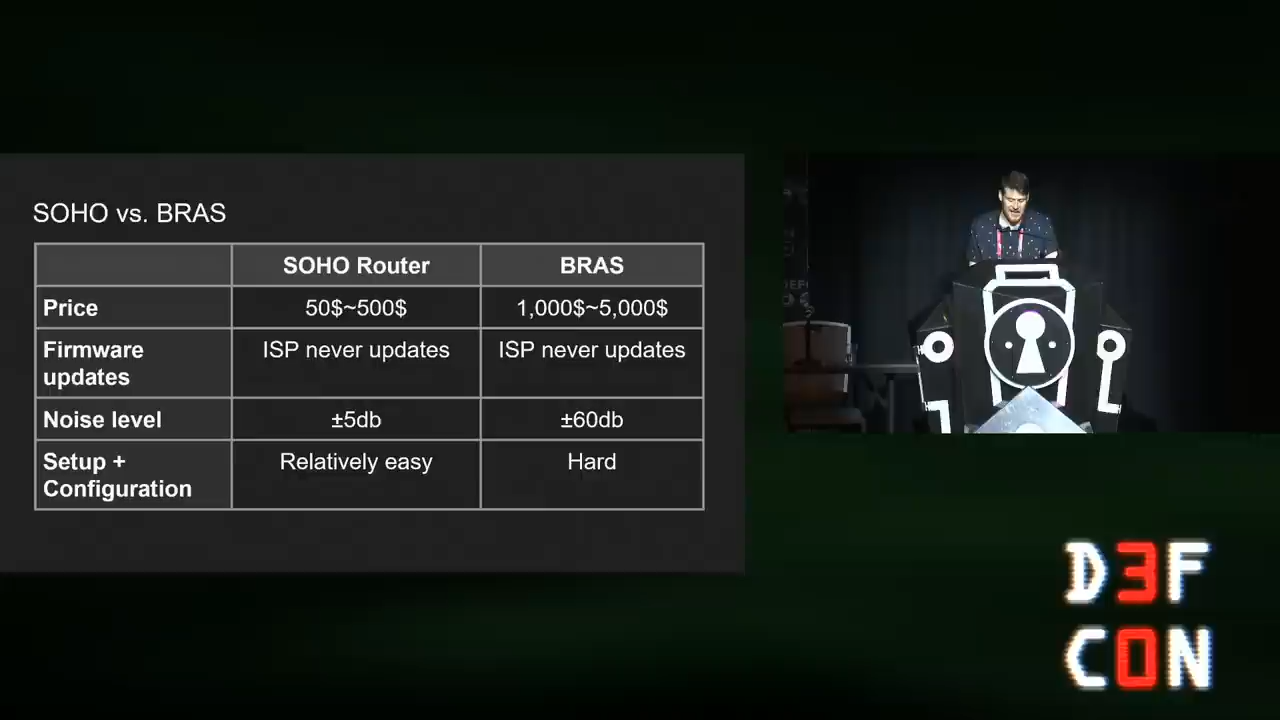 SOHO vs. BRAS
SOHO Router BRAS
Price 50$~500$ 1,000$~5,000$
Firmware updates ISP never updates ISP never updates
Noise level ±5db ±60db
Setup + Configuration Relatively easy Hard
D3F
C0N